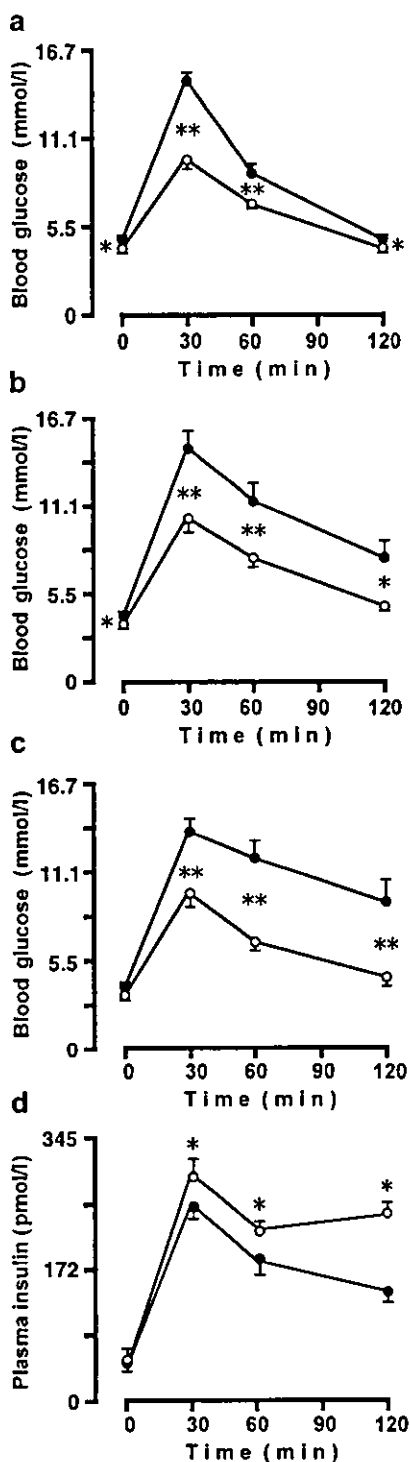 a
Blood glucose (mmol/l)
16.7
11.1
5.5
0
*
**
**
*
0 30 60 90 120
Time (min)
b
Blood glucose (mmol/l)
16.7
11.1
5.5
0
*
**
**
*
0 30 60 90 120
Time (min)
c
Blood glucose (mmol/l)
16.7
11.1
5.5
0
**
**
**
0 30 60 90 120
Time (min)
d
Plasma insulin (pmol/l)
345
172
0
*
*
*
0 30 60 90 120
Time (min)